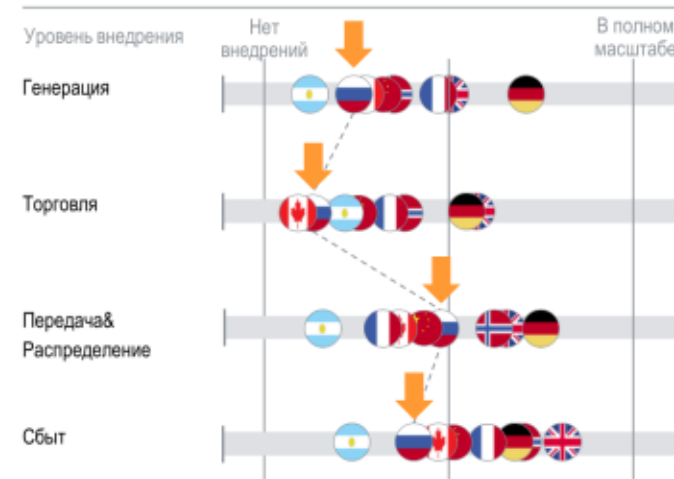 Уровень внедрения
Нет
внедрений
В полном
масштабе
Генерация
Торговля
Передача&
Распределение
Сбыт